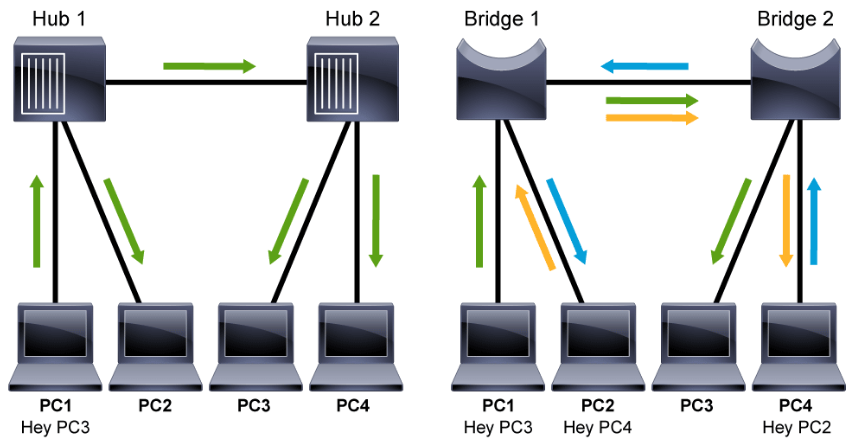 Hub 1
Hub 2
Bridge 1
Bridge 2
PC1
PC2
PC3
PC4
PC1
PC2
PC3
PC4
Hey PC3
Hey PC3
Hey PC4
Hey PC2